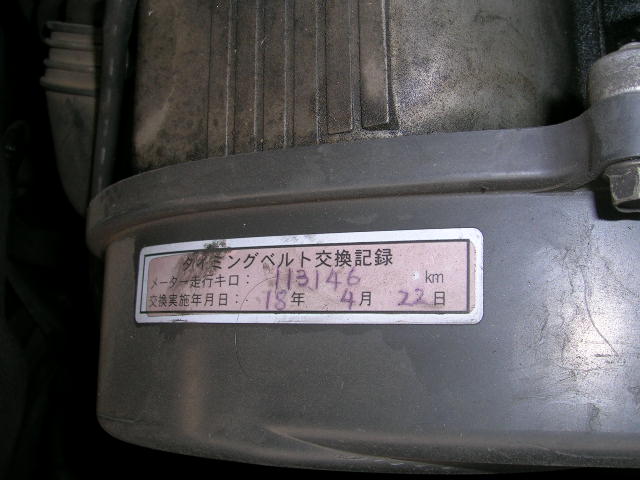 タイミングベルト交換記録
メーター走行キロ： 113146 km
交換実施年月日： 18年 4月 22日